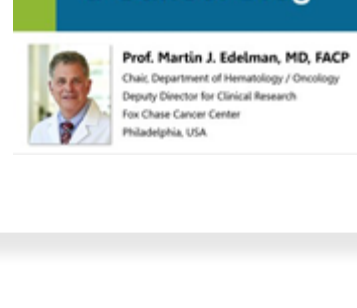 Prof. Martin J. Edelman, MD, FACP
Chair, Department of Hematology / Oncology
Deputy Director for Clinical Research
Fox Chase Cancer Center
Philadelphia, USA